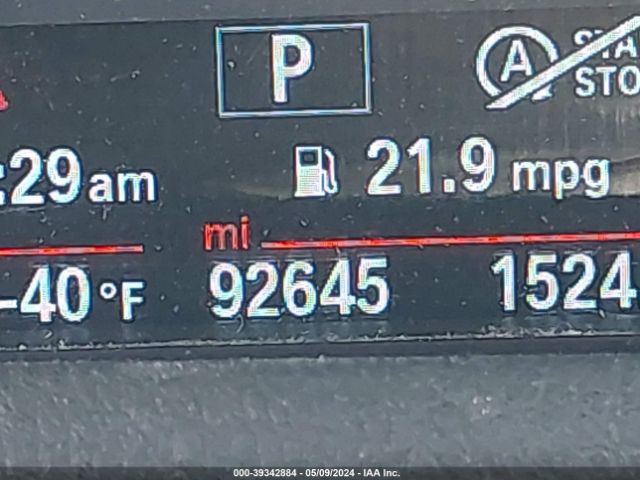 P
A
:29 am
21.9 mpg
mi
-40 °F
92645
1524
000-39342884 - 05/09/2024 - IAA Inc.